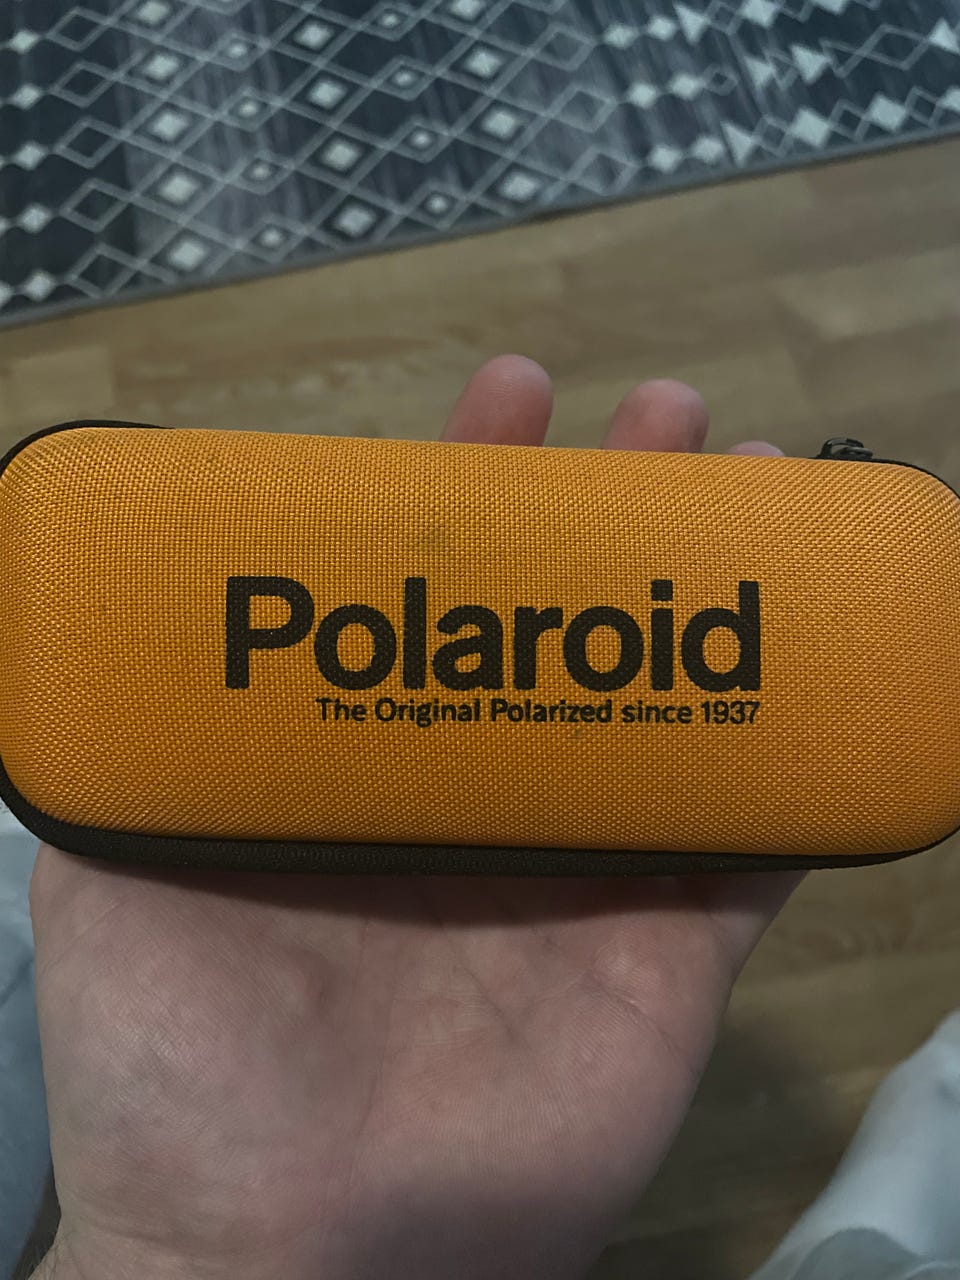 Polaroid
The Original Polarized since 1937